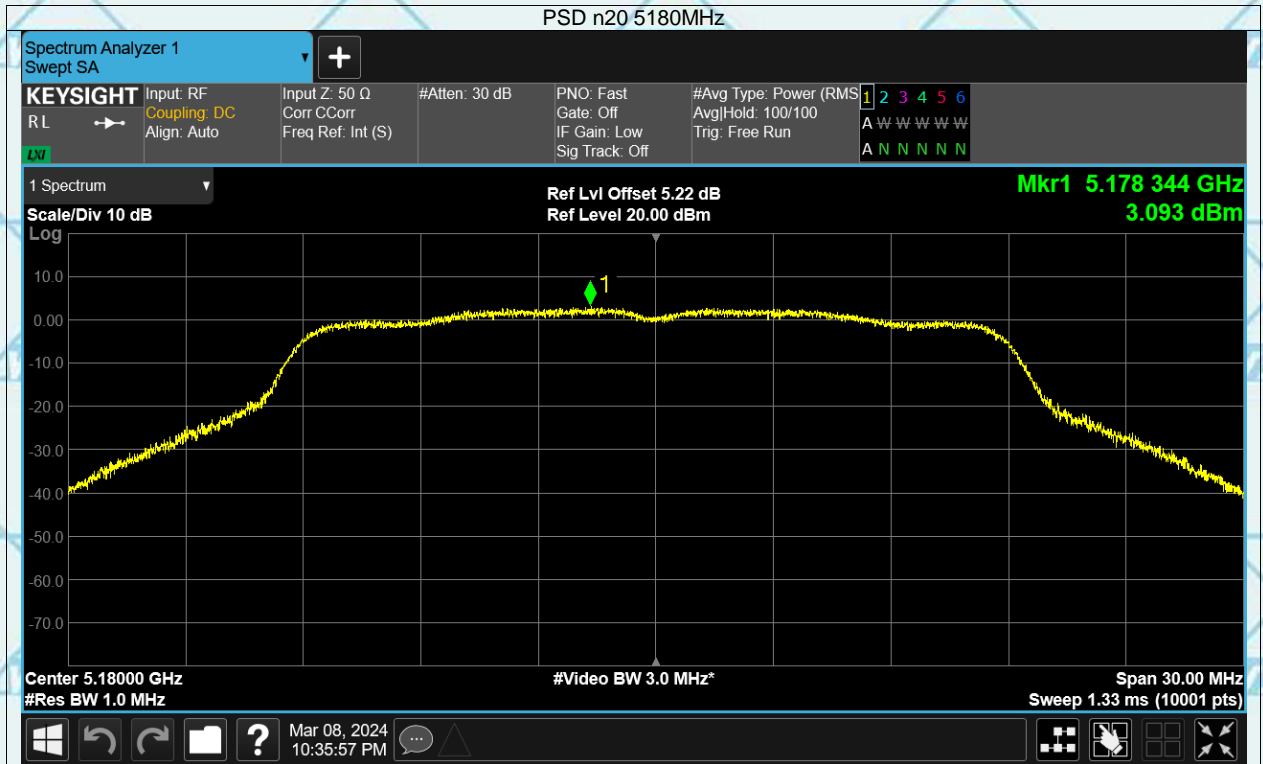 PSD n20 5180MHz
Spectrum Analyzer 1
Swept SA
KEYSIGHT
RL
LXI
Input: RF
Coupling: DC
Align: Auto
Input Z: 50 Ω
Corr CCorr
Freq Ref: Int (S)
#Atten: 30 dB
PNO: Fast
Gate: Off
IF Gain: Low
Sig Track: Off
#Avg Type: Power (RMS
Avg|Hold: 100/100
Trig: Free Run
1 2 3 4 5 6
A W W W W W
A N N N N N
1 Spectrum
Scale/Div 10 dB
Log
Ref Lvl Offset 5.22 dB
Ref Level 20.00 dBm
Mkr1 5.178 344 GHz
3.093 dBm
10.0
0.00
-10.0
-20.0
-30.0
-40.0
-50.0
-60.0
-70.0
1
Center 5.18000 GHz
#Res BW 1.0 MHz
#Video BW 3.0 MHz*
Span 30.00 MHz
Sweep 1.33 ms (10001 pts)
?
Mar 08, 2024
10:35:57 PM